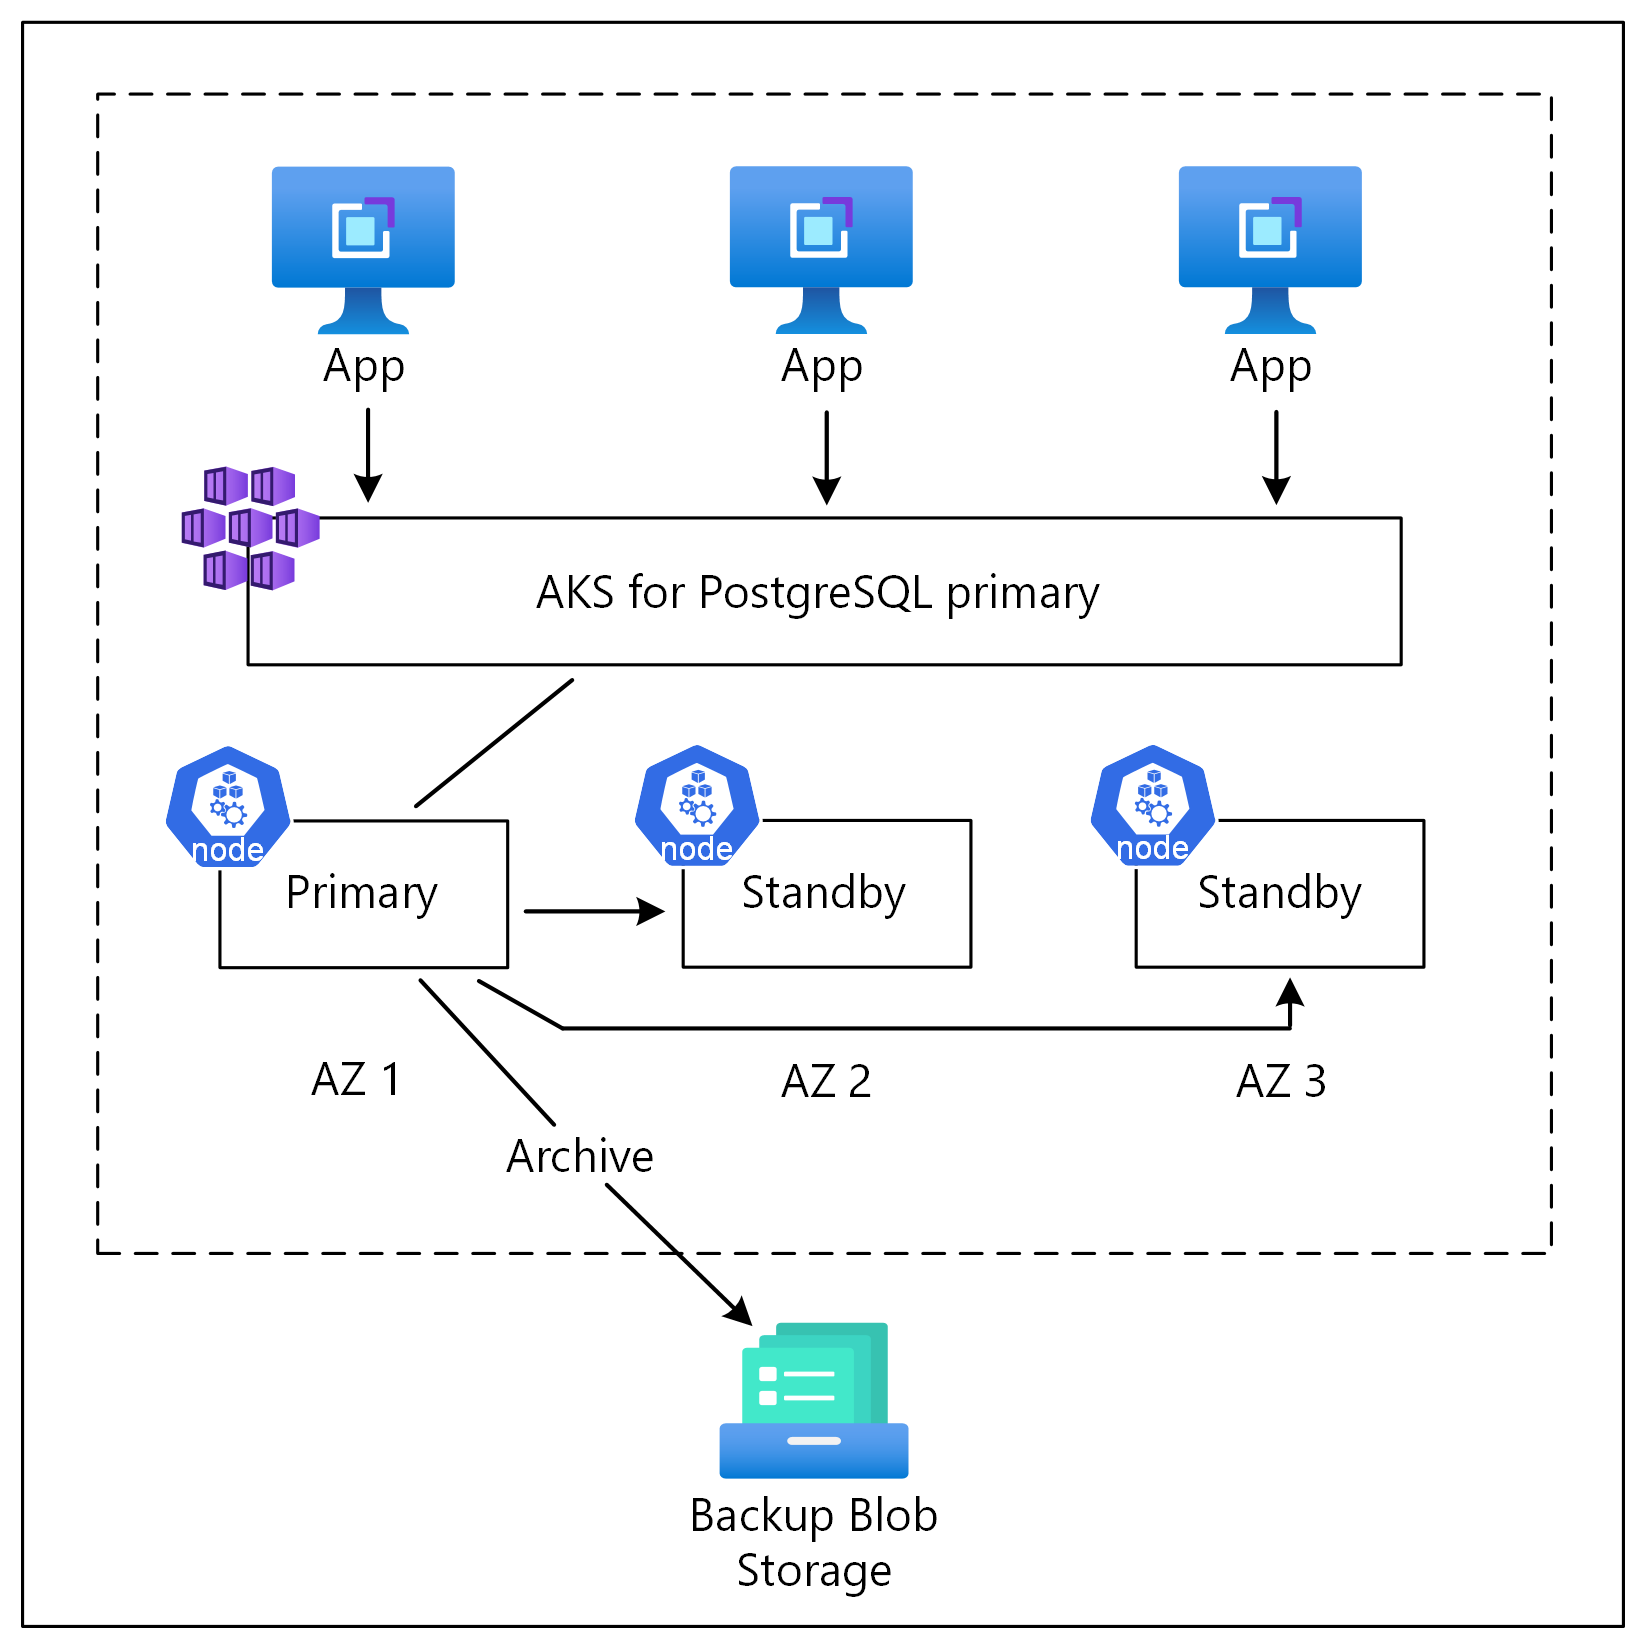 App
App
App
AKS for PostgreSQL primary
node
node
node
Primary
Standby
Standby
AZ 1
AZ 2
AZ 3
Archive
Backup Blob
Storage